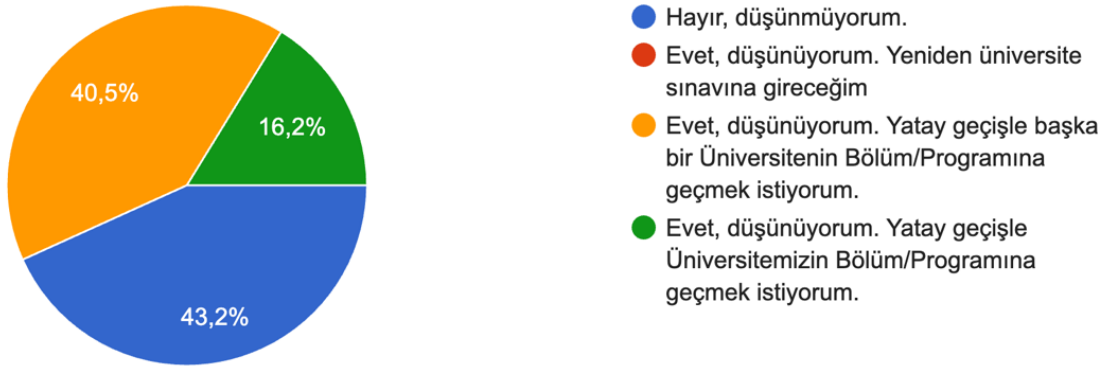 40,5%
16,2%
43,2%
Hayır, düşünmüyorum.
Evet, düşünüyorum. Yeniden üniversite
sınavına gireceğim
Evet, düşünüyorum. Yatay geçişle başka
bir Üniversitenin Bölüm/Programına
geçmek istiyorum.
Evet, düşünüyorum. Yatay geçişle
Üniversitemizin Bölüm/Programına
geçmek istiyorum.